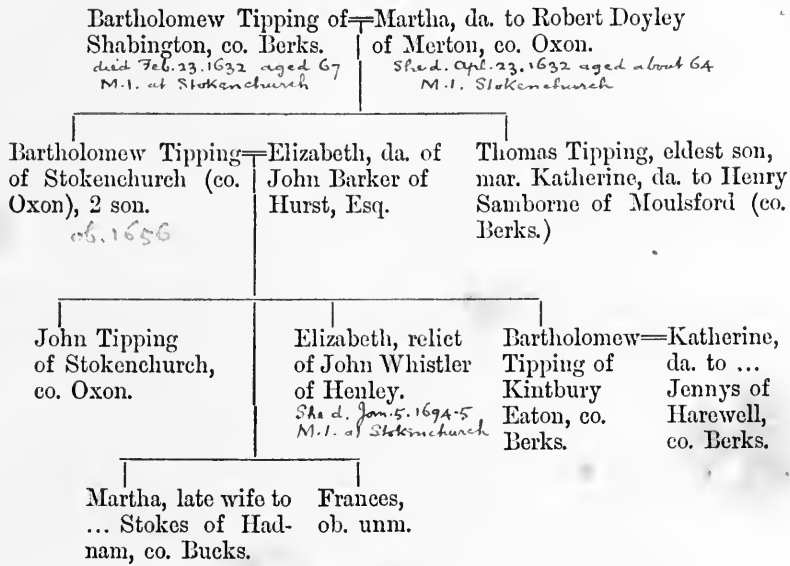 Bartholomew Tipping of
Shabington, co. Berks.
died Feb. 23. 1632 aged 67
M.I. at Stokenchurch
Martha, da. to Robert Doyley
of Merton, co. Oxon.
She d. Apl. 23. 1632 aged about 64
M.I. Stokenchurch
Bartholomew Tipping
of Stokenchurch (co.
Oxon), 2 son.
ob. 1656
Elizabeth, da. of
John Barker of
Hurst, Esq.
Thomas Tipping, eldest son,
mar. Katherine, da. to Henry
Samborne of Moulsford (co.
Berks.)
John Tipping
of Stokenchurch,
co. Oxon.
Elizabeth, relict
of John Whistler
of Henley.
She d. Jan. 5. 1694-5
M.I. at Stokenchurch
Bartholomew
Tipping of
Kintbury
Eaton, co.
Berks.
Katherine,
da. to ...
Jennys of
Harewell,
co. Berks.
Martha, late wife to
... Stokes of Had-
nam, co. Bucks.
Frances,
ob. unm.